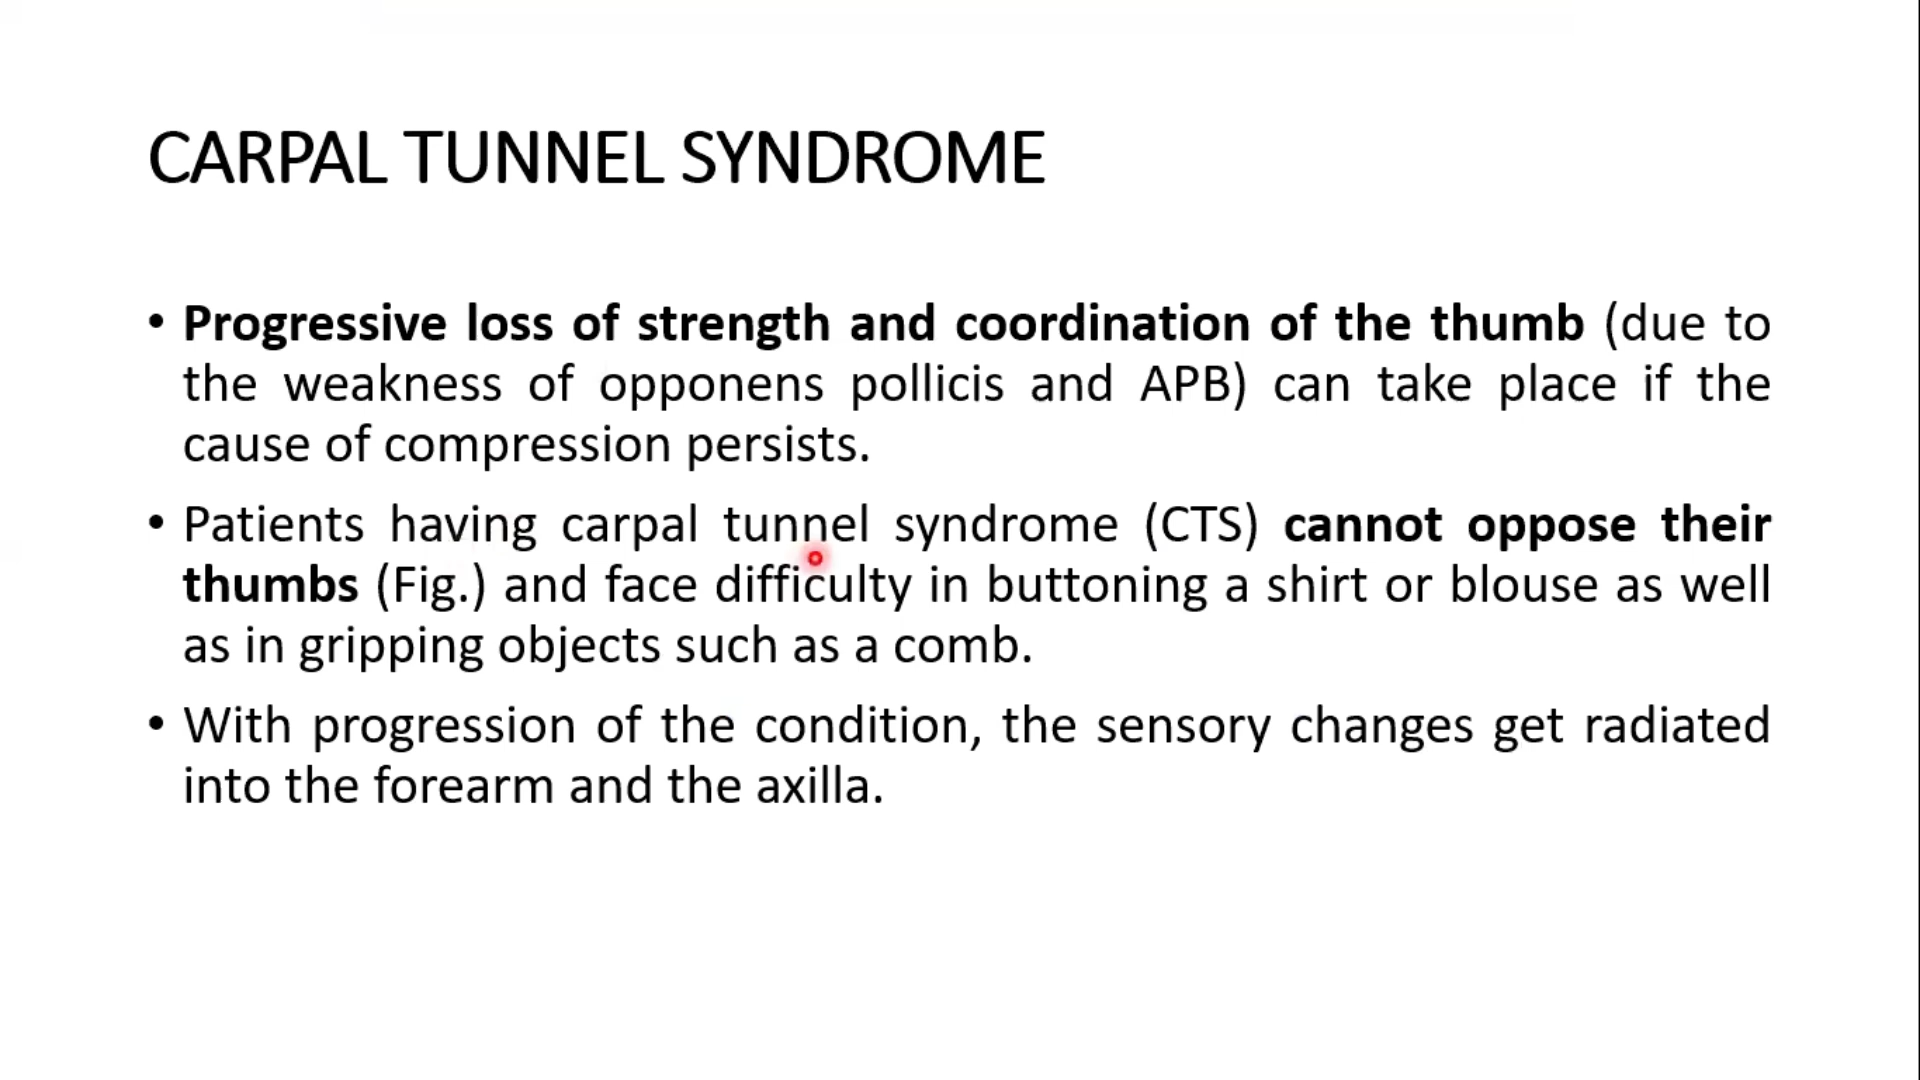 CARPAL TUNNEL SYNDROME
• Progressive loss of strength and coordination of the thumb (due to
the weakness of opponens pollicis and APB) can take place if the
cause of compression persists.
• Patients having carpal tunnel syndrome (CTS) cannot oppose their
thumbs (Fig.) and face difficulty in buttoning a shirt or blouse as well
as in gripping objects such as a comb.
• With progression of the condition, the sensory changes get radiated
into the forearm and the axilla.